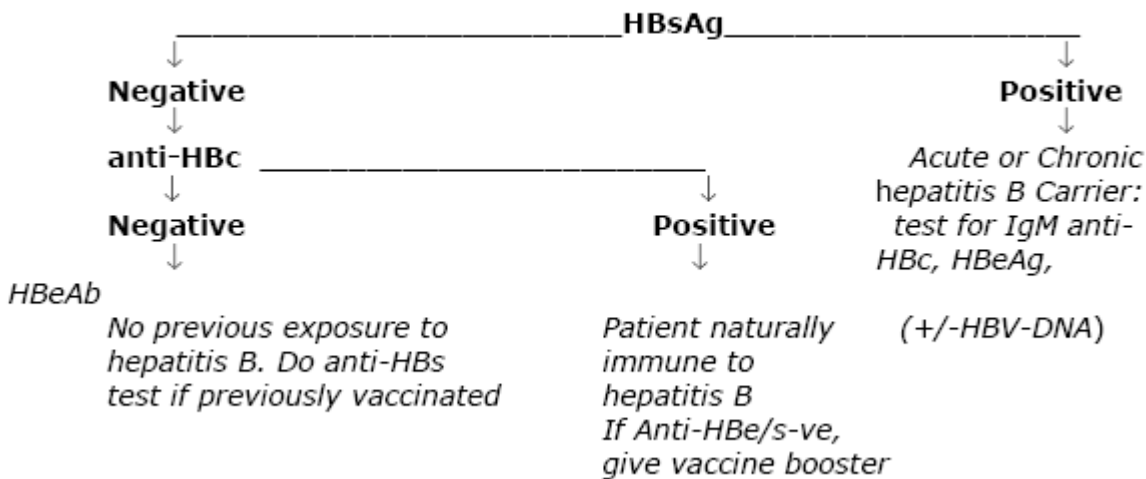 HBsAg
Negative
Positive
anti-HBc
Negative
Positive
Acute or Chronic
hepatitis B Carrier:
test for IgM anti-
HBc, HBeAg,
HBeAb
No previous exposure to
hepatitis B. Do anti-HBs
test if previously vaccinated
Patient naturally
immune to
hepatitis B
If Anti-HBe/s-ve,
give vaccine booster
(+/-HBV-DNA)